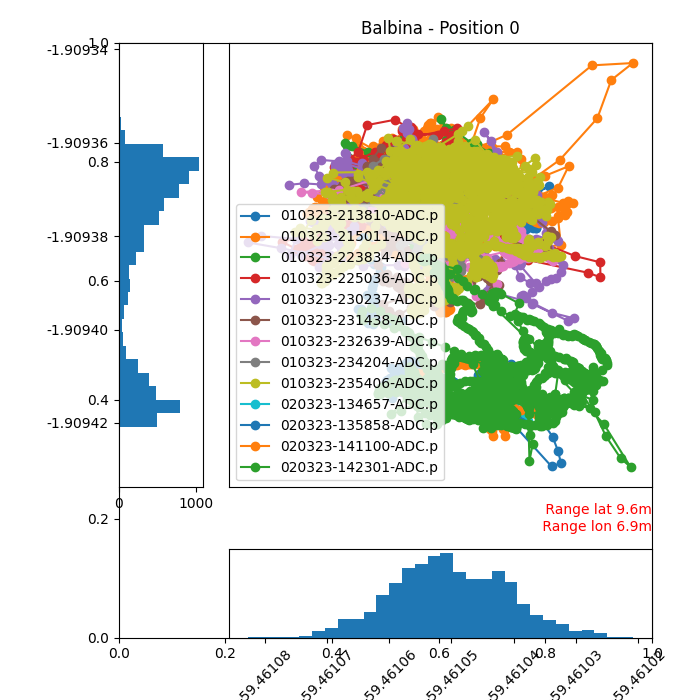 Balbina - Position 0
1.0
-1.90934
-1.90936
0.8
-1.90938
0.6
-1.90940
0.4
-1.90942
0 1000
0.2
0.0
010323-213810-ADC.p
010323-215011-ADC.p
010323-223834-ADC.p
010323-225036-ADC.p
010323-230237-ADC.p
010323-231438-ADC.p
010323-232639-ADC.p
010323-234204-ADC.p
010323-235406-ADC.p
020323-134657-ADC.p
020323-135858-ADC.p
020323-141100-ADC.p
020323-142301-ADC.p
Range lat 9.6m
Range lon 6.9m
0.0 0.2 0.4 0.6 0.8 1.0
-59.46108 -59.46107 -59.46106 -59.46105 -59.46104 -59.46103 -59.46102